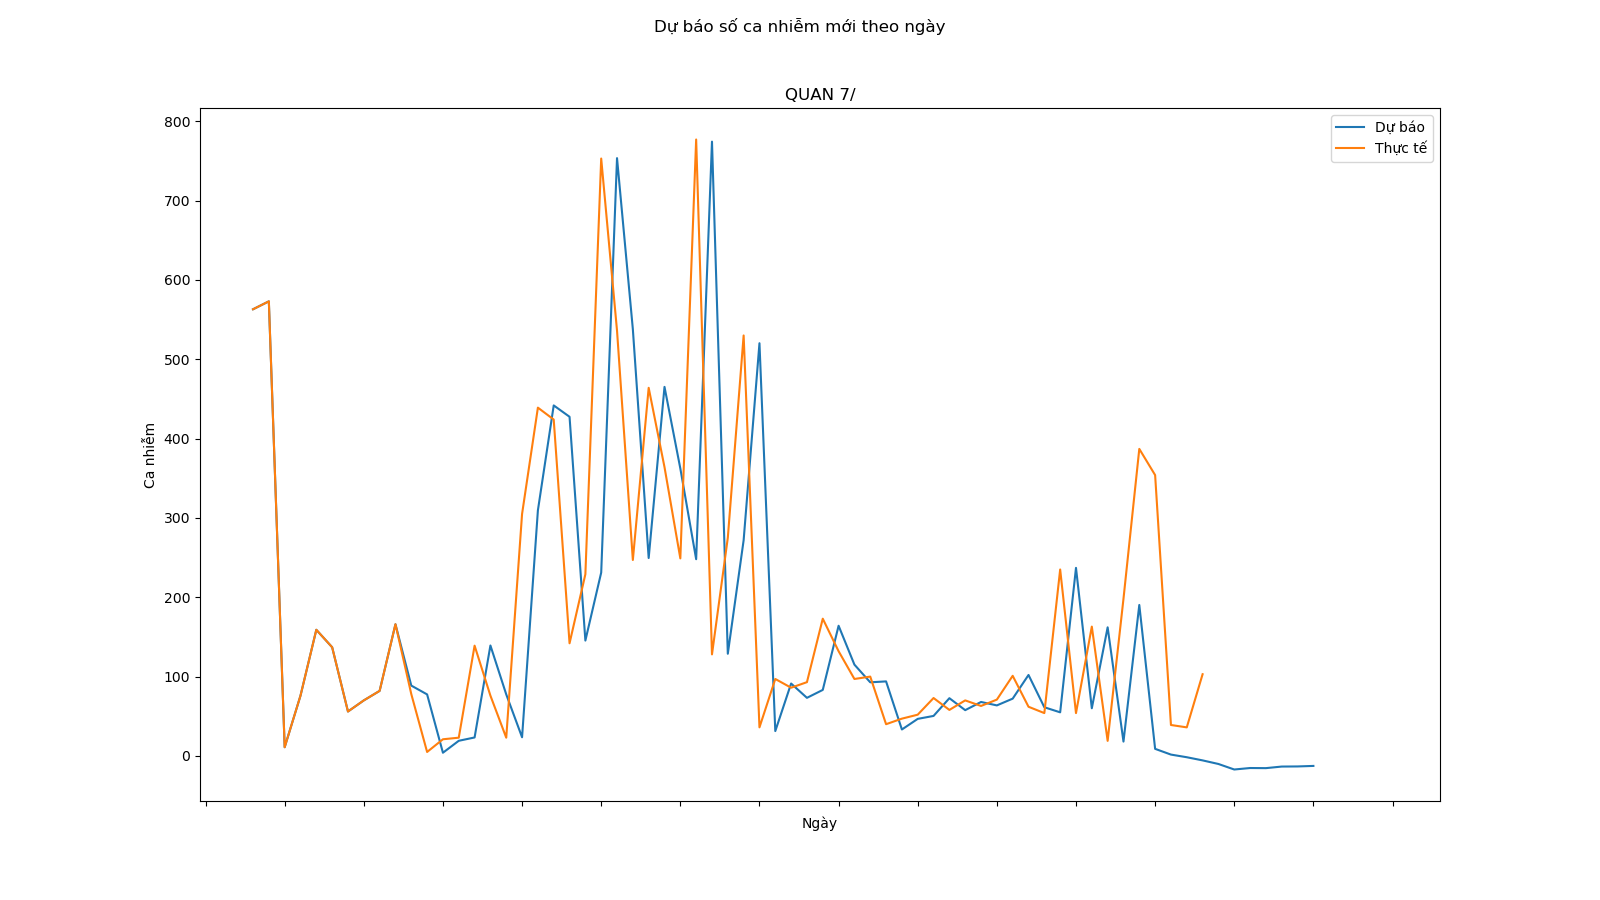 Dự báo số ca nhiễm mới theo ngày
QUAN 7/
Dự báo
Thực tế
800
700
600
500
400
300
200
100
0
Ca nhiễm
Ngày